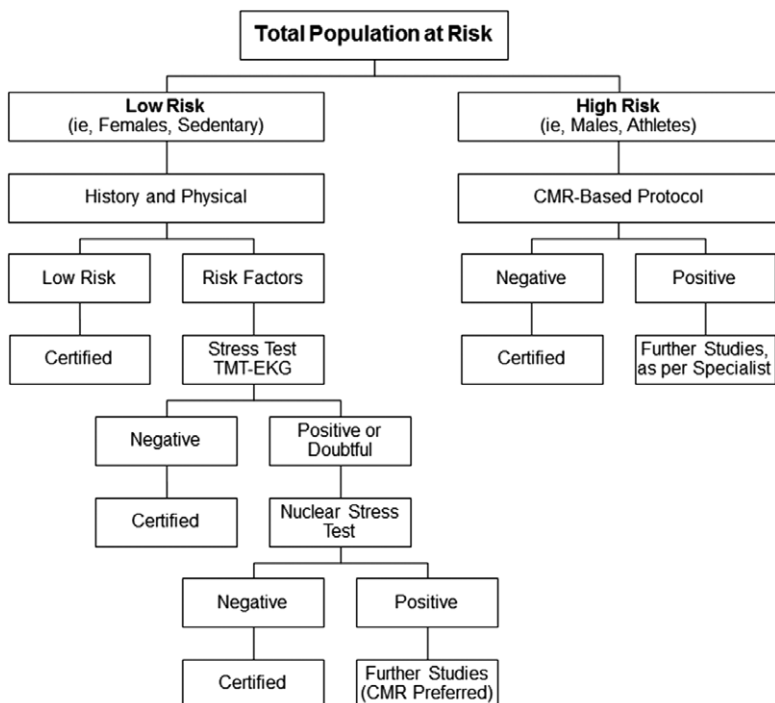 Total Population at Risk
Low Risk
(ie, Females, Sedentary)
High Risk
(ie, Males, Athletes)
History and Physical
CMR-Based Protocol
Low Risk
Risk Factors
Negative
Positive
Certified
Stress Test
TMT-EKG
Certified
Further Studies,
as per Specialist
Negative
Positive or
Doubtful
Certified
Nuclear Stress
Test
Negative
Positive
Certified
Further Studies
(CMR Preferred)